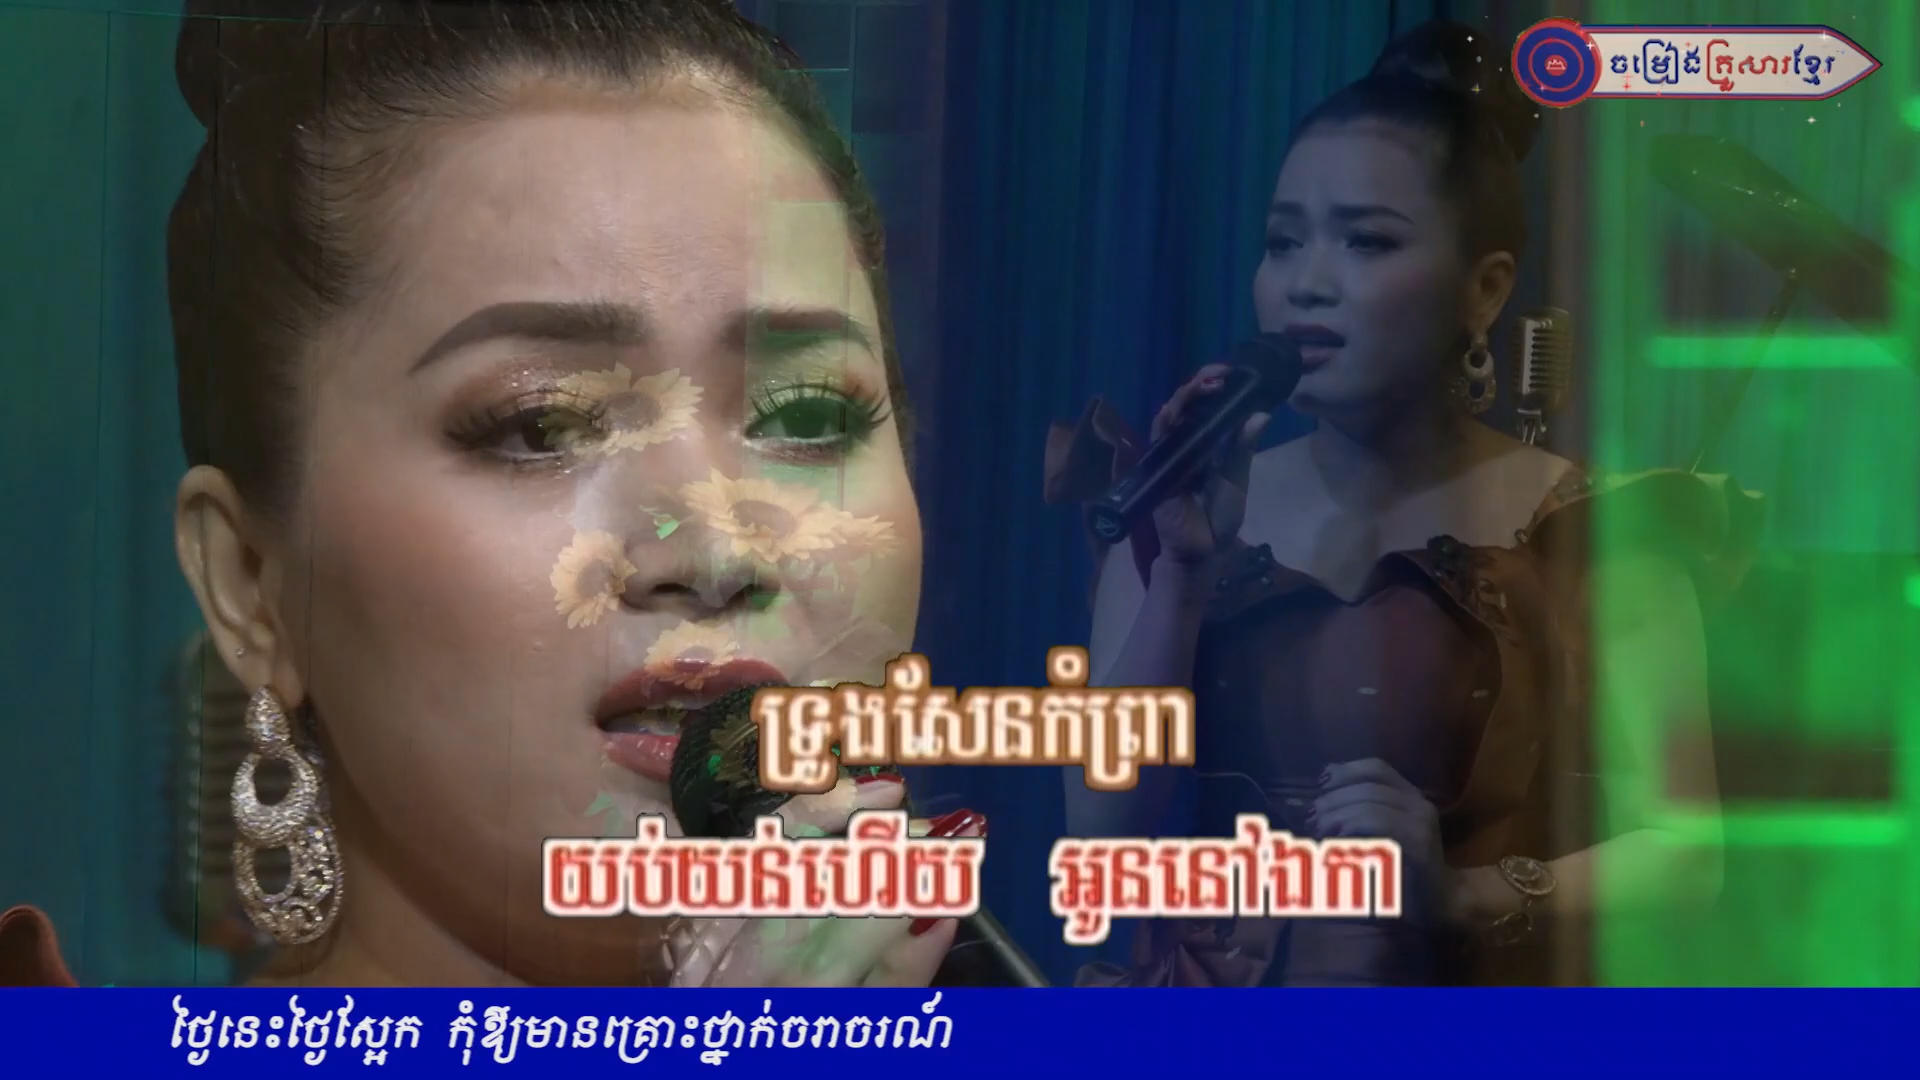 ចម្រៀងគ្រួសារខ្មែរ
ទ្រូងសែនកំព្រា
យប់យន់ហើយ អូននៅឯកា
ថ្ងៃនេះថ្ងៃស្អែក កុំឱ្យមានគ្រោះថ្នាក់ចរាចរណ៍